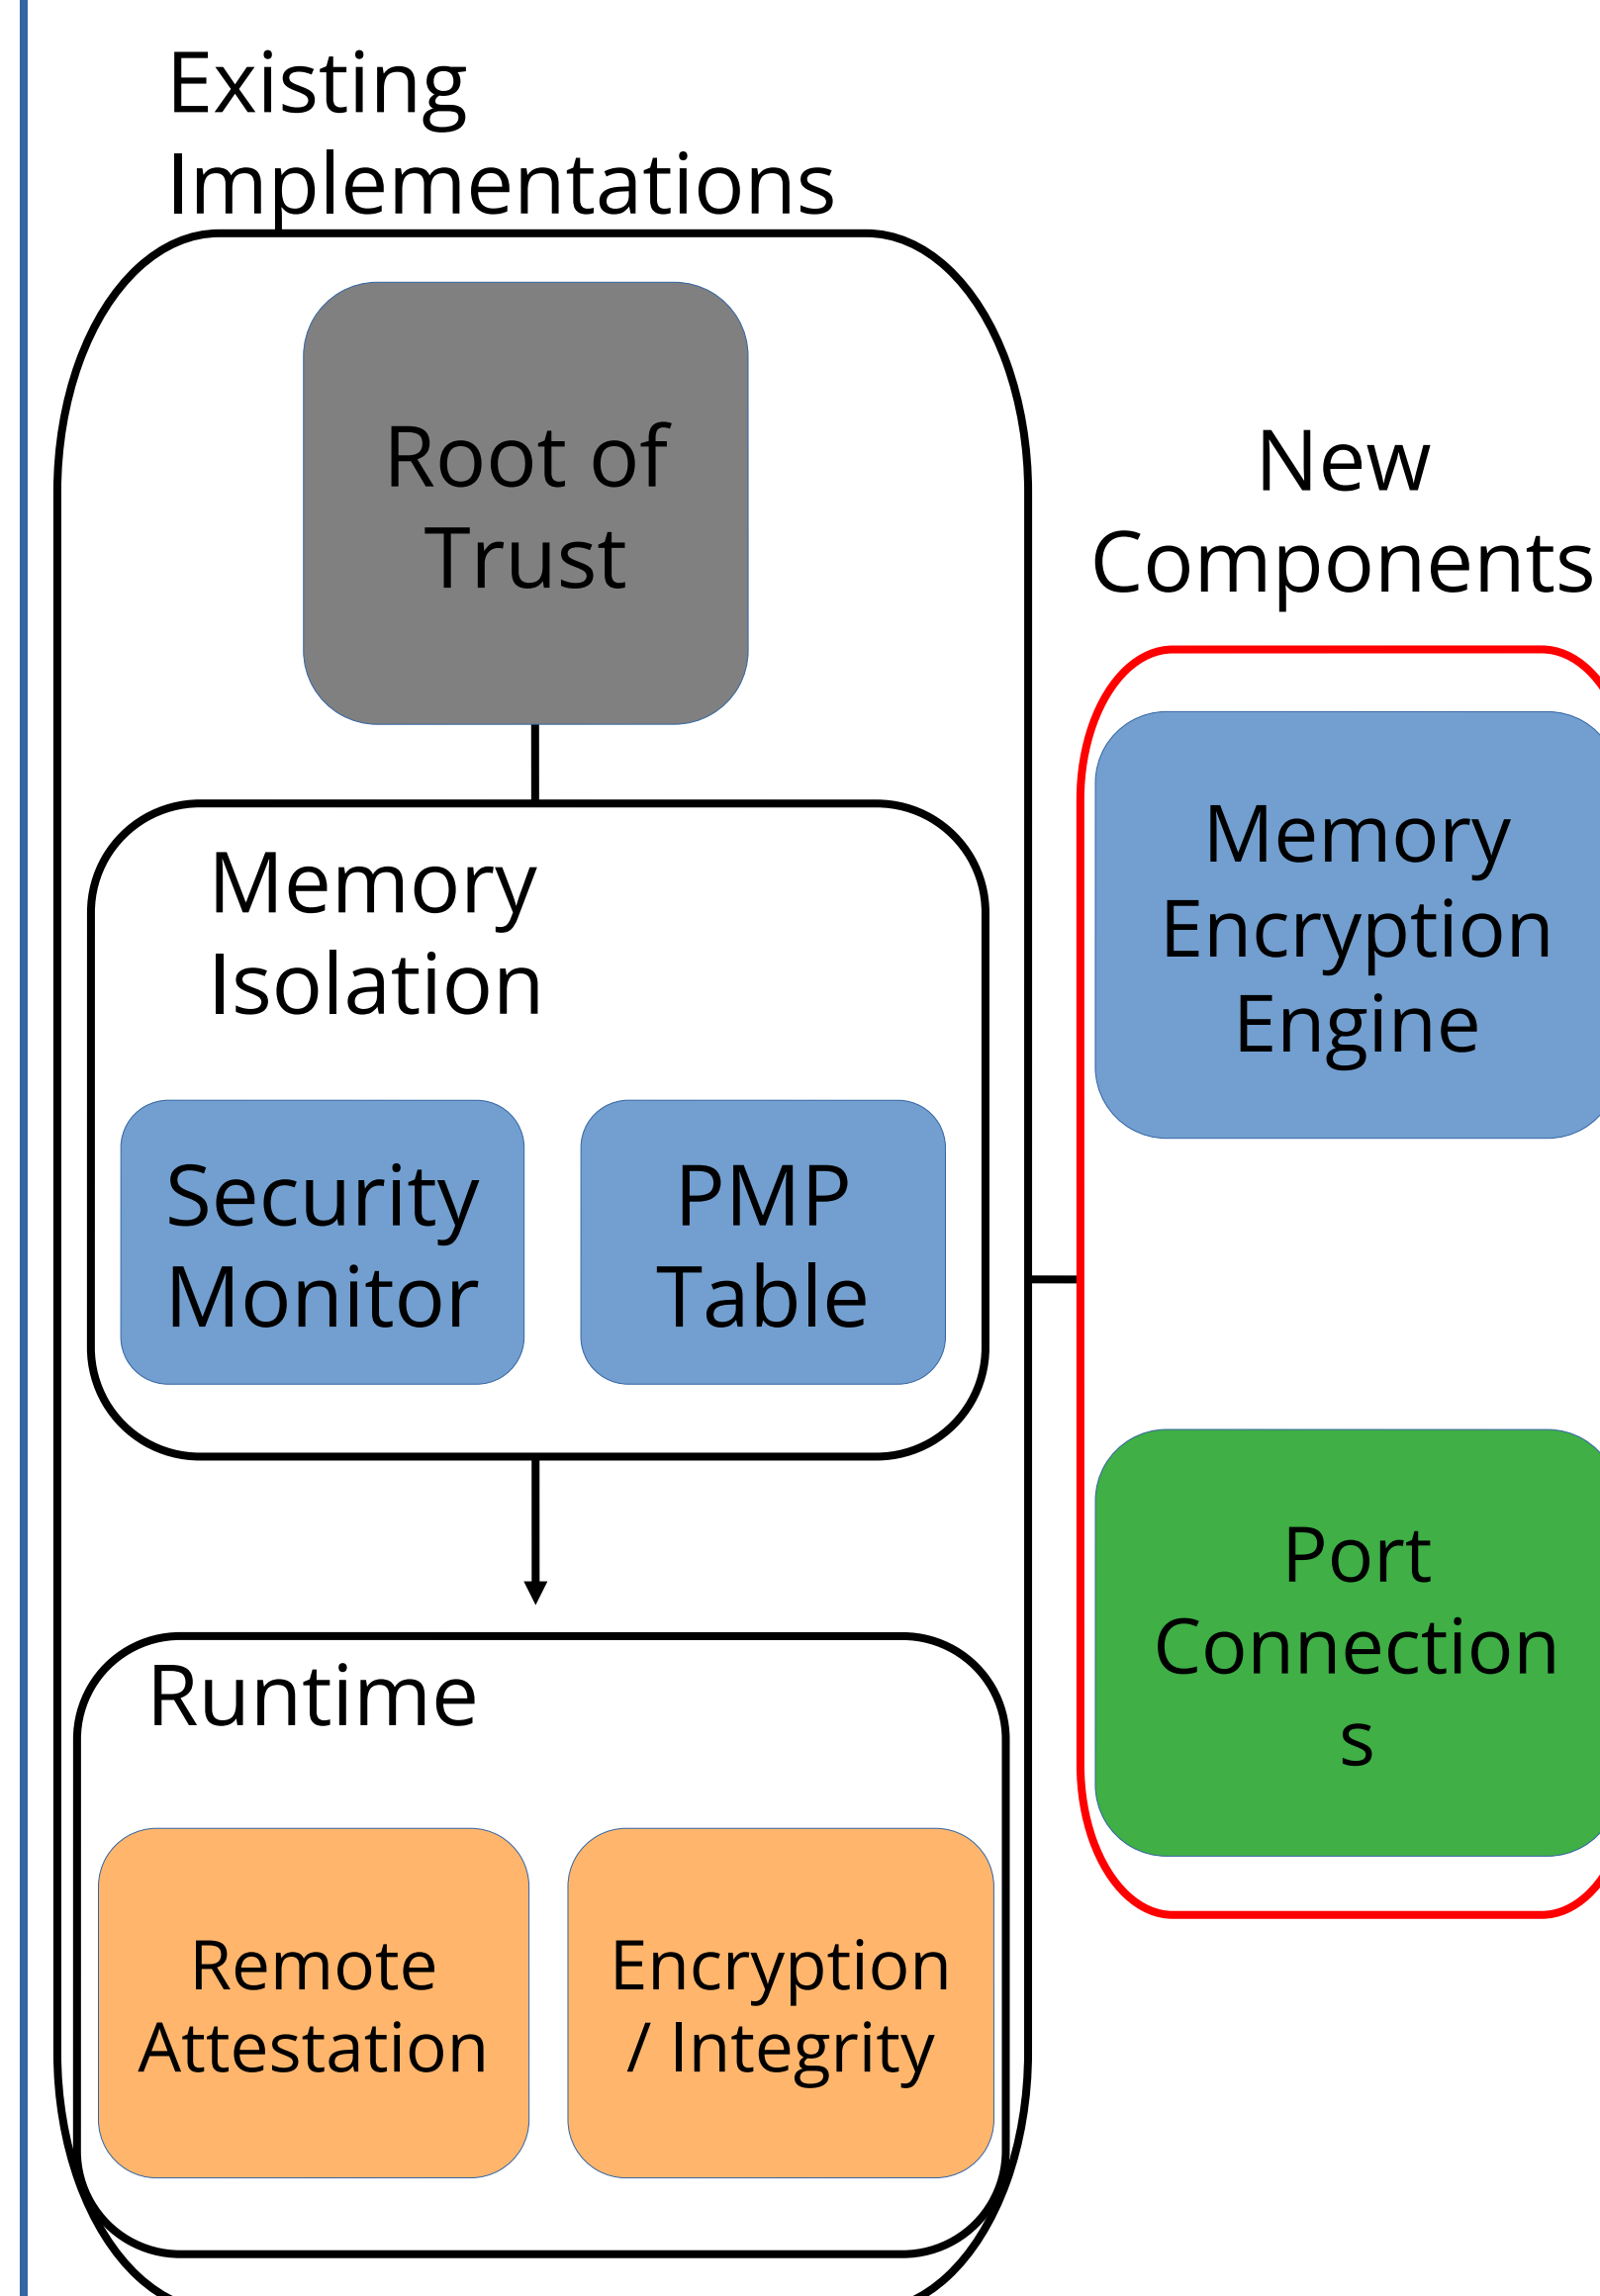 Existing
Implementations
Root of
Trust
Memory
Isolation
Security
Monitor
PMP
Table
Runtime
Remote
Attestation
Encryption
/ Integrity
New
Components
Memory
Encryption
Engine
Port
Connection
s